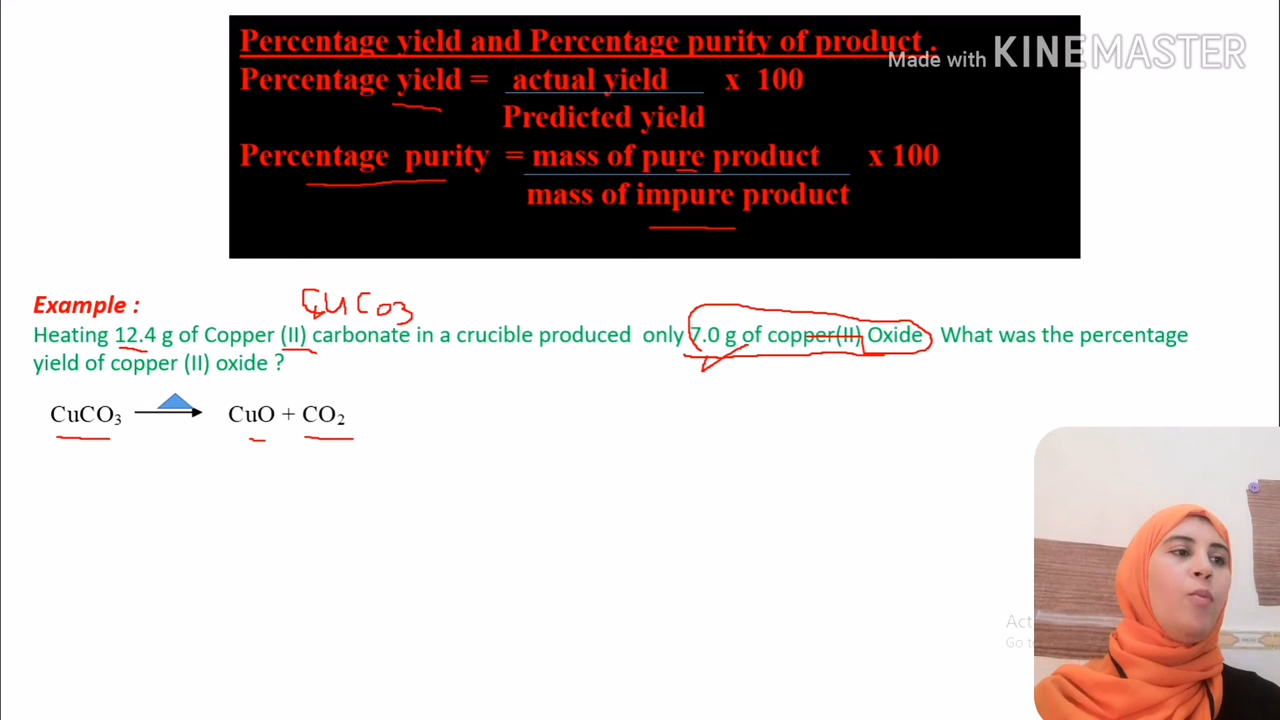 Percentage yield and Percentage purity of product .
Made with KINEMASTER
Percentage yield = actual yield x 100
Predicted yield
Percentage purity = mass of pure product x 100
mass of impure product
Example :
CuCO3
Heating 12.4 g of Copper (II) carbonate in a crucible produced only 7.0 g of copper(II) Oxide What was the percentage
yield of copper (II) oxide ?
CuCO₃ CuO + CO₂
Act
Go to